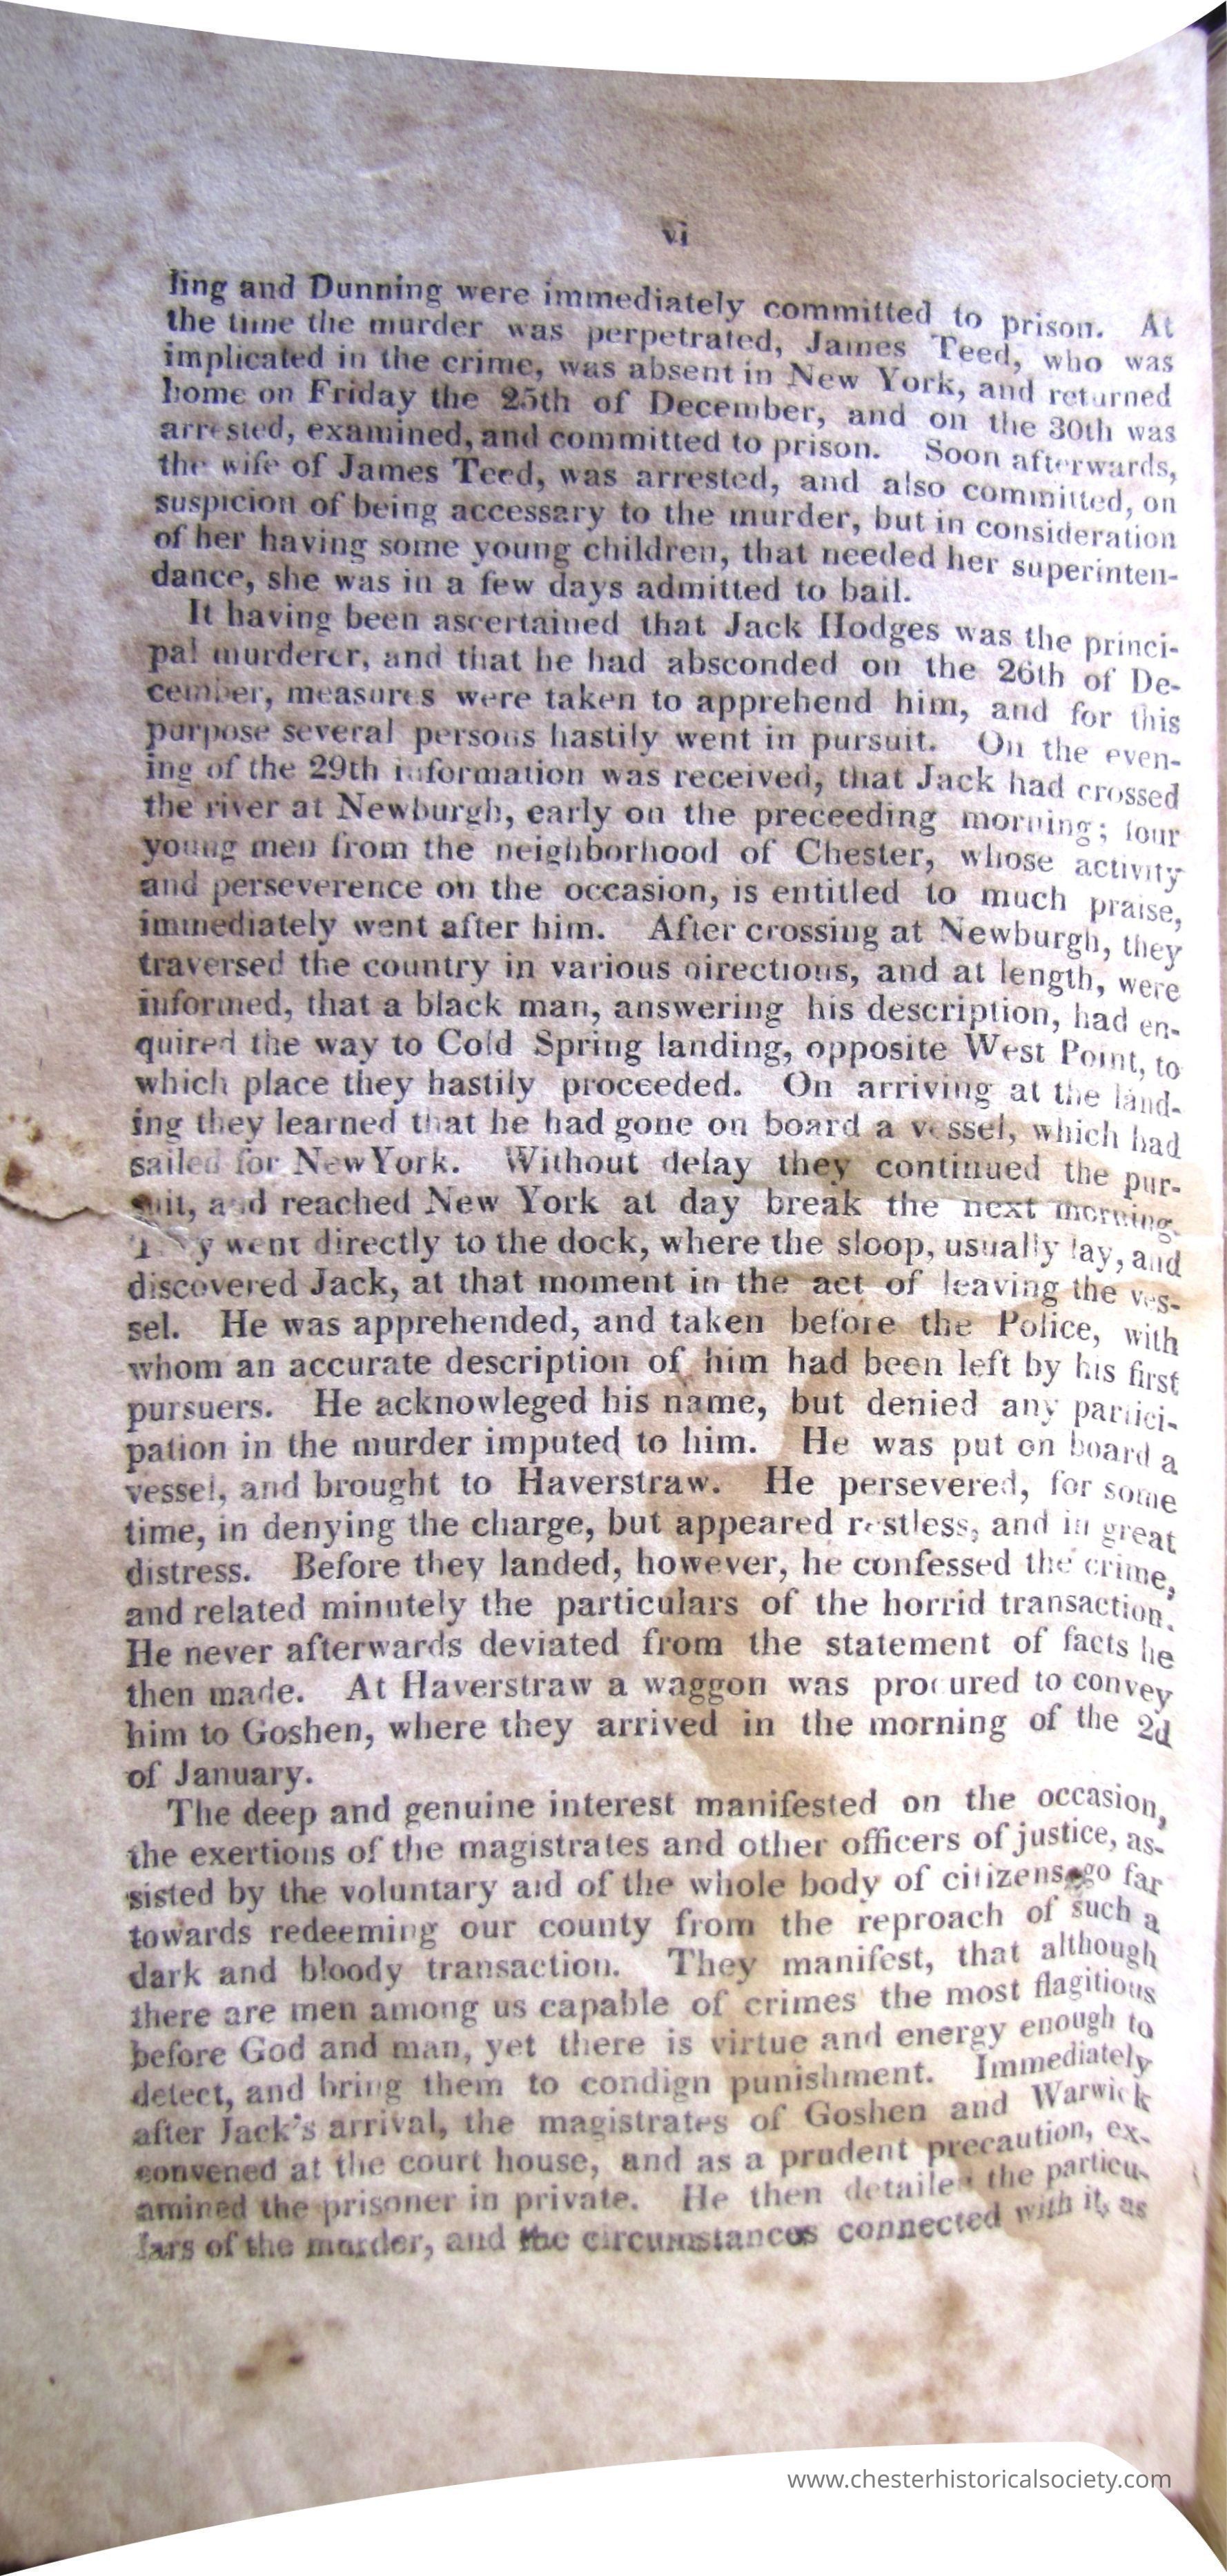 vi
ling and Dunning were immediately committed to prison. At
the time the murder was perpetrated, James Teed, who was
implicated in the crime, was absent in New York, and returned
home on Friday the 25th of December, and on the 30th was
arrested, examined, and committed to prison. Soon afterwards,
the wife of James Teed, was arrested, and also committed, on
suspicion of being accessary to the murder, but in consideration
of her having some young children, that needed her superinten-
dance, she was in a few days admitted to bail.
It having been ascertained that Jack Hodges was the princi-
pal murderer, and that he had absconded on the 26th of De-
cember, measures were taken to apprehend him, and for this
purpose several persons hastily went in pursuit. On the even-
ing of the 29th information was received, that Jack had crossed
the river at Newburgh, early on the preceeding morning; four
young men from the neighborhood of Chester, whose activity
and perseverence on the occasion, is entitled to much praise,
immediately went after him. After crossing at Newburgh, they
traversed the country in various directions, and at length, were
informed, that a black man, answering his description, had en-
quired the way to Cold Spring landing, opposite West Point, to
which place they hastily proceeded. On arriving at the land-
ing they learned that he had gone on board a vessel, which had
sailed for New York. Without delay they continued the pur-
suit, and reached New York at day break the next morning.
They went directly to the dock, where the sloop, usually lay, and
discovered Jack, at that moment in the act of leaving the ves-
sel. He was apprehended, and taken before the Police, with
whom an accurate description of him had been left by his first
pursuers. He acknowleged his name, but denied any partici-
pation in the murder imputed to him. He was put on board a
vessel, and brought to Haverstraw. He persevered, for some
time, in denying the charge, but appeared restless, and in great
distress. Before they landed, however, he confessed the crime,
and related minutely the particulars of the horrid transaction.
He never afterwards deviated from the statement of facts he
then made. At Haverstraw a waggon was procured to convey
him to Goshen, where they arrived in the morning of the 2d
of January.
The deep and genuine interest manifested on the occasion,
the exertions of the magistrates and other officers of justice, as-
sisted by the voluntary aid of the whole body of citizens, go far
towards redeeming our county from the reproach of such a
dark and bloody transaction. They manifest, that although
there are men among us capable of crimes the most flagitious
before God and man, yet there is virtue and energy enough to
detect, and bring them to condign punishment. Immediately
after Jack's arrival, the magistrates of Goshen and Warwick
convened at the court house, and as a prudent precaution, ex-
amined the prisoner in private. He then detailed the particu-
lars of the murder, and the circumstances connected with it, as
www.chesterhistoricalsociety.com